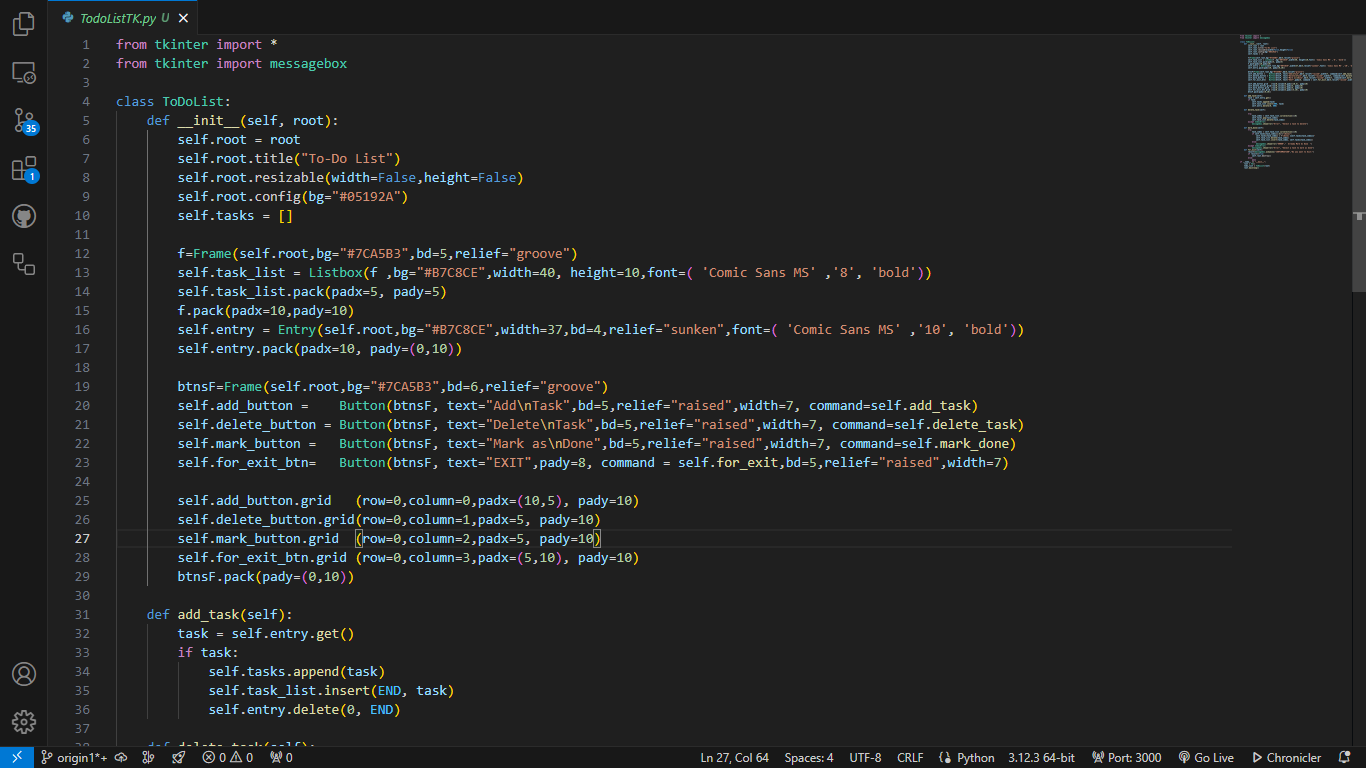 TodoListTK.py U
1 from tkinter import *
2 from tkinter import messagebox
3
4 class ToDoList:
5     def __init__(self, root):
6         self.root = root
7         self.root.title("To-Do List")
8         self.root.resizable(width=False,height=False)
9         self.root.config(bg="#05192A")
10         self.tasks = []
11
12         f=Frame(self.root,bg="#7CA5B3",bd=5,relief="groove")
13         self.task_list = Listbox(f ,bg="#B7C8CE",width=40, height=10,font=( 'Comic Sans MS' ,'8', 'bold'))
14         self.task_list.pack(padx=5, pady=5)
15         f.pack(padx=10,pady=10)
16         self.entry = Entry(self.root,bg="#B7C8CE",width=37,bd=4,relief="sunken",font=( 'Comic Sans MS' ,'10', 'bold'))
17         self.entry.pack(padx=10, pady=(0,10))
18
19         btnsF=Frame(self.root,bg="#7CA5B3",bd=6,relief="groove")
20         self.add_button =    Button(btnsF, text="Add\nTask",bd=5,relief="raised",width=7, command=self.add_task)
21         self.delete_button = Button(btnsF, text="Delete\nTask",bd=5,relief="raised",width=7, command=self.delete_task)
22         self.mark_button =   Button(btnsF, text="Mark as\nDone",bd=5,relief="raised",width=7, command=self.mark_done)
23         self.for_exit_btn=   Button(btnsF, text="EXIT",pady=8, command = self.for_exit,bd=5,relief="raised",width=7)
24
25         self.add_button.grid   (row=0,column=0,padx=(10,5), pady=10)
26         self.delete_button.grid(row=0,column=1,padx=5, pady=10)
27         self.mark_button.grid  (row=0,column=2,padx=5, pady=10)
28         self.for_exit_btn.grid (row=0,column=3,padx=(5,10), pady=10)
29         btnsF.pack(pady=(0,10))
30
31     def add_task(self):
32         task = self.entry.get()
33         if task:
34             self.tasks.append(task)
35             self.task_list.insert(END, task)
36             self.entry.delete(0, END)
37
38     def delete_task(self):
35
1
origin1*+ 0 0 0 Ln 27, Col 64 Spaces: 4 UTF-8 CRLF Python 3.12.3 64-bit Port: 3000 Go Live Chronicler